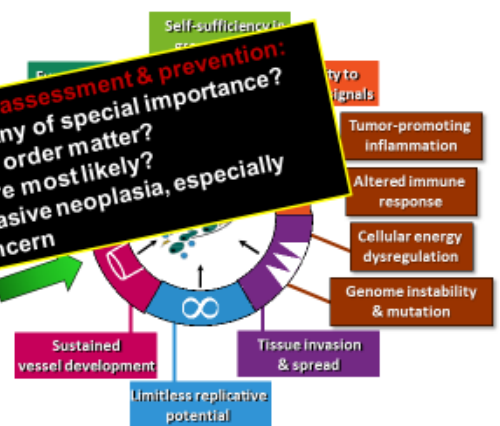 Self-sufficiency in
assessment & prevention:
ny of special importance?
order matter?
e most likely?
asive neoplasia, especially
ncern
ty to
ignals
Tumor-promoting
inflammation
Altered immune
response
Cellular energy
dysregulation
Genome instability
& mutation
Sustained
vessel development
Tissue invasion
& spread
Limitless replicative
potential